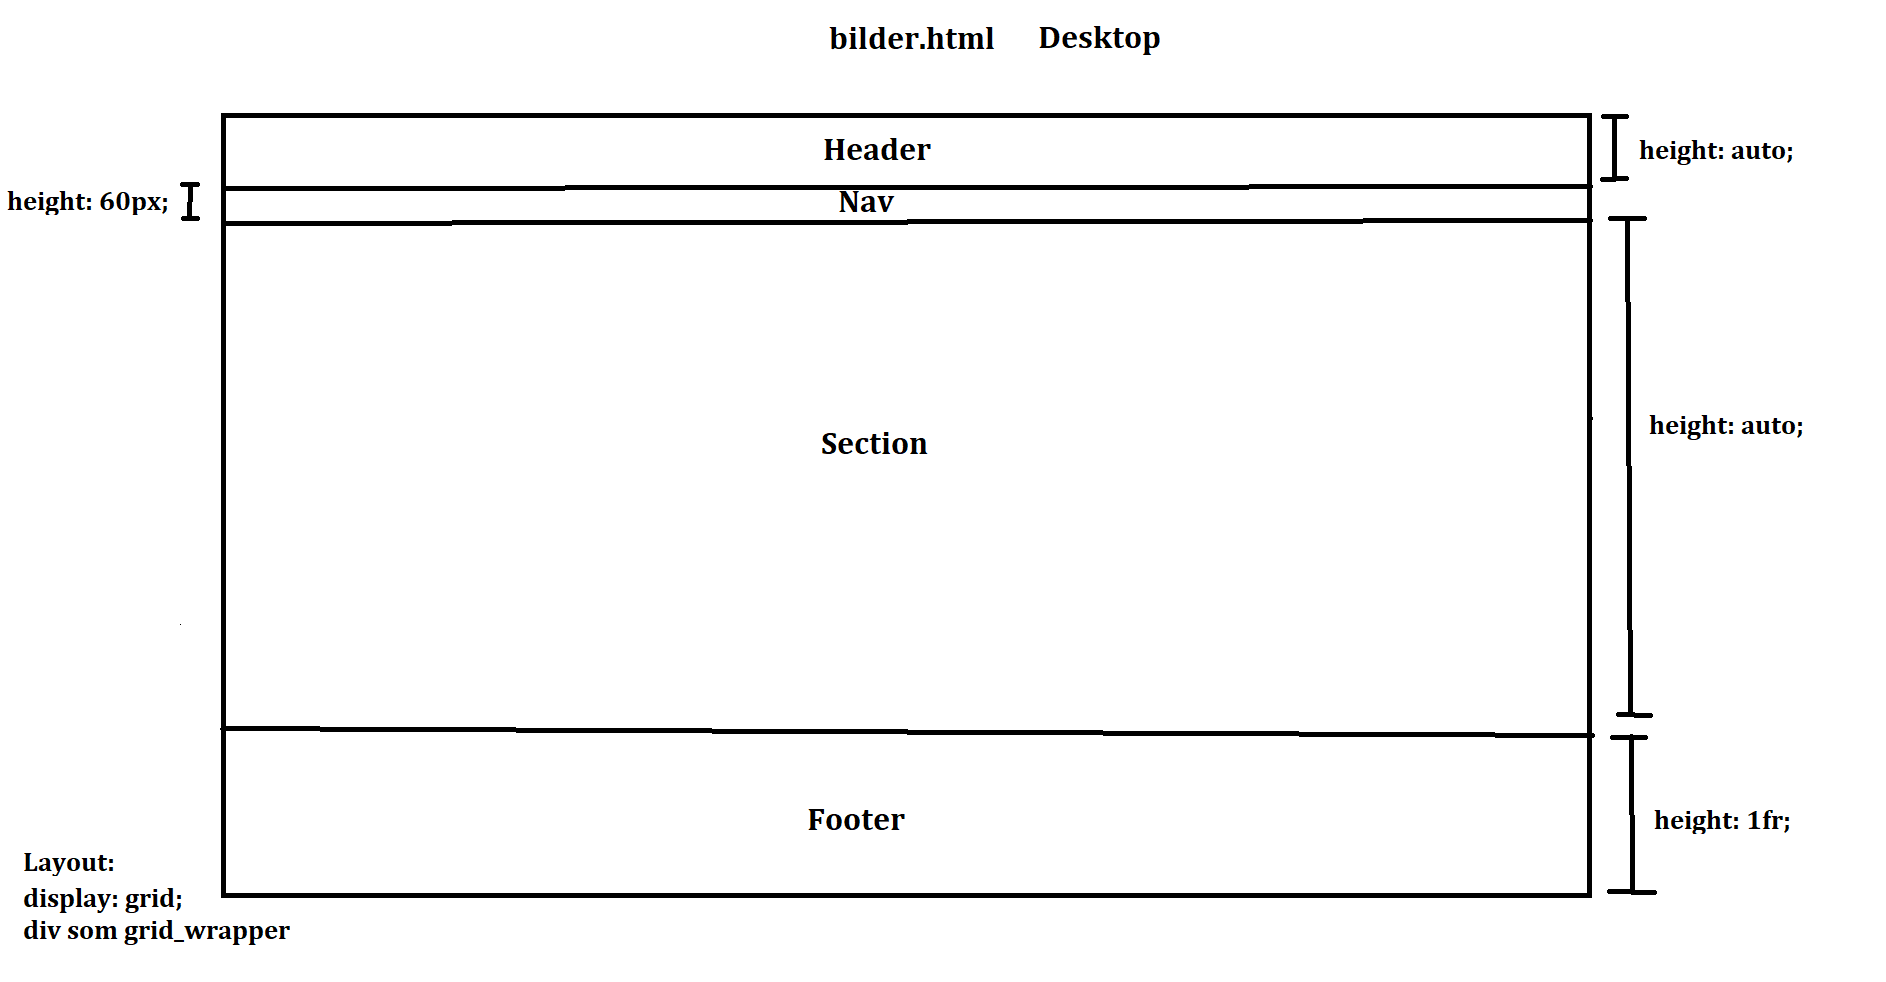 bilder.html Desktop
Header
height: auto;
height: 60px;
Nav
Section
height: auto;
Footer
height: 1fr;
Layout:
display: grid;
div som grid_wrapper